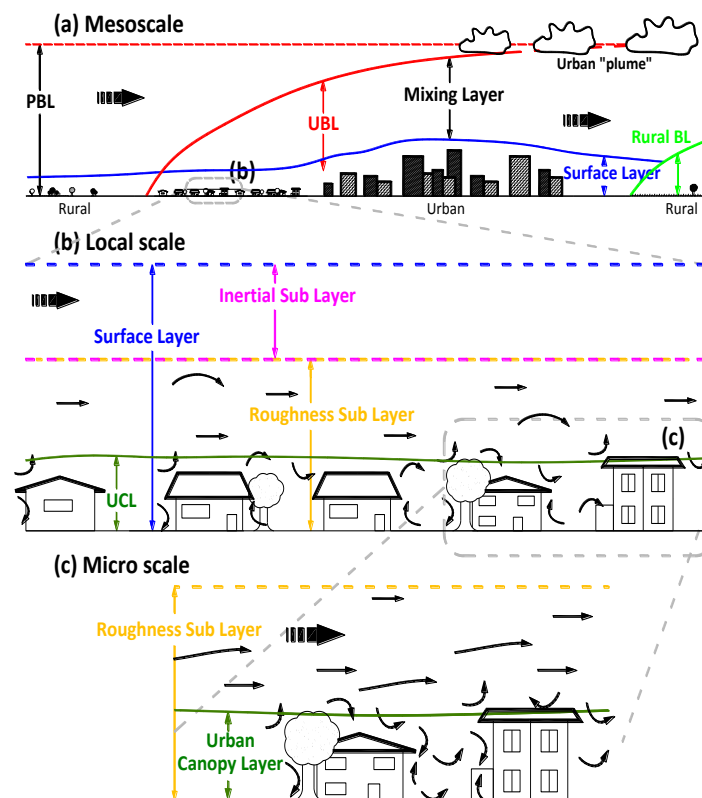 (a) Mesoscale
Urban "plume"
PBL
Mixing Layer
UBL
Rural BL
(b)
Surface Layer
Rural
Urban
Rural
(b) Local scale
Inertial Sub Layer
Surface Layer
Roughness Sub Layer
(c)
UCL
(c) Micro scale
Roughness Sub Layer
Urban
Canopy Layer